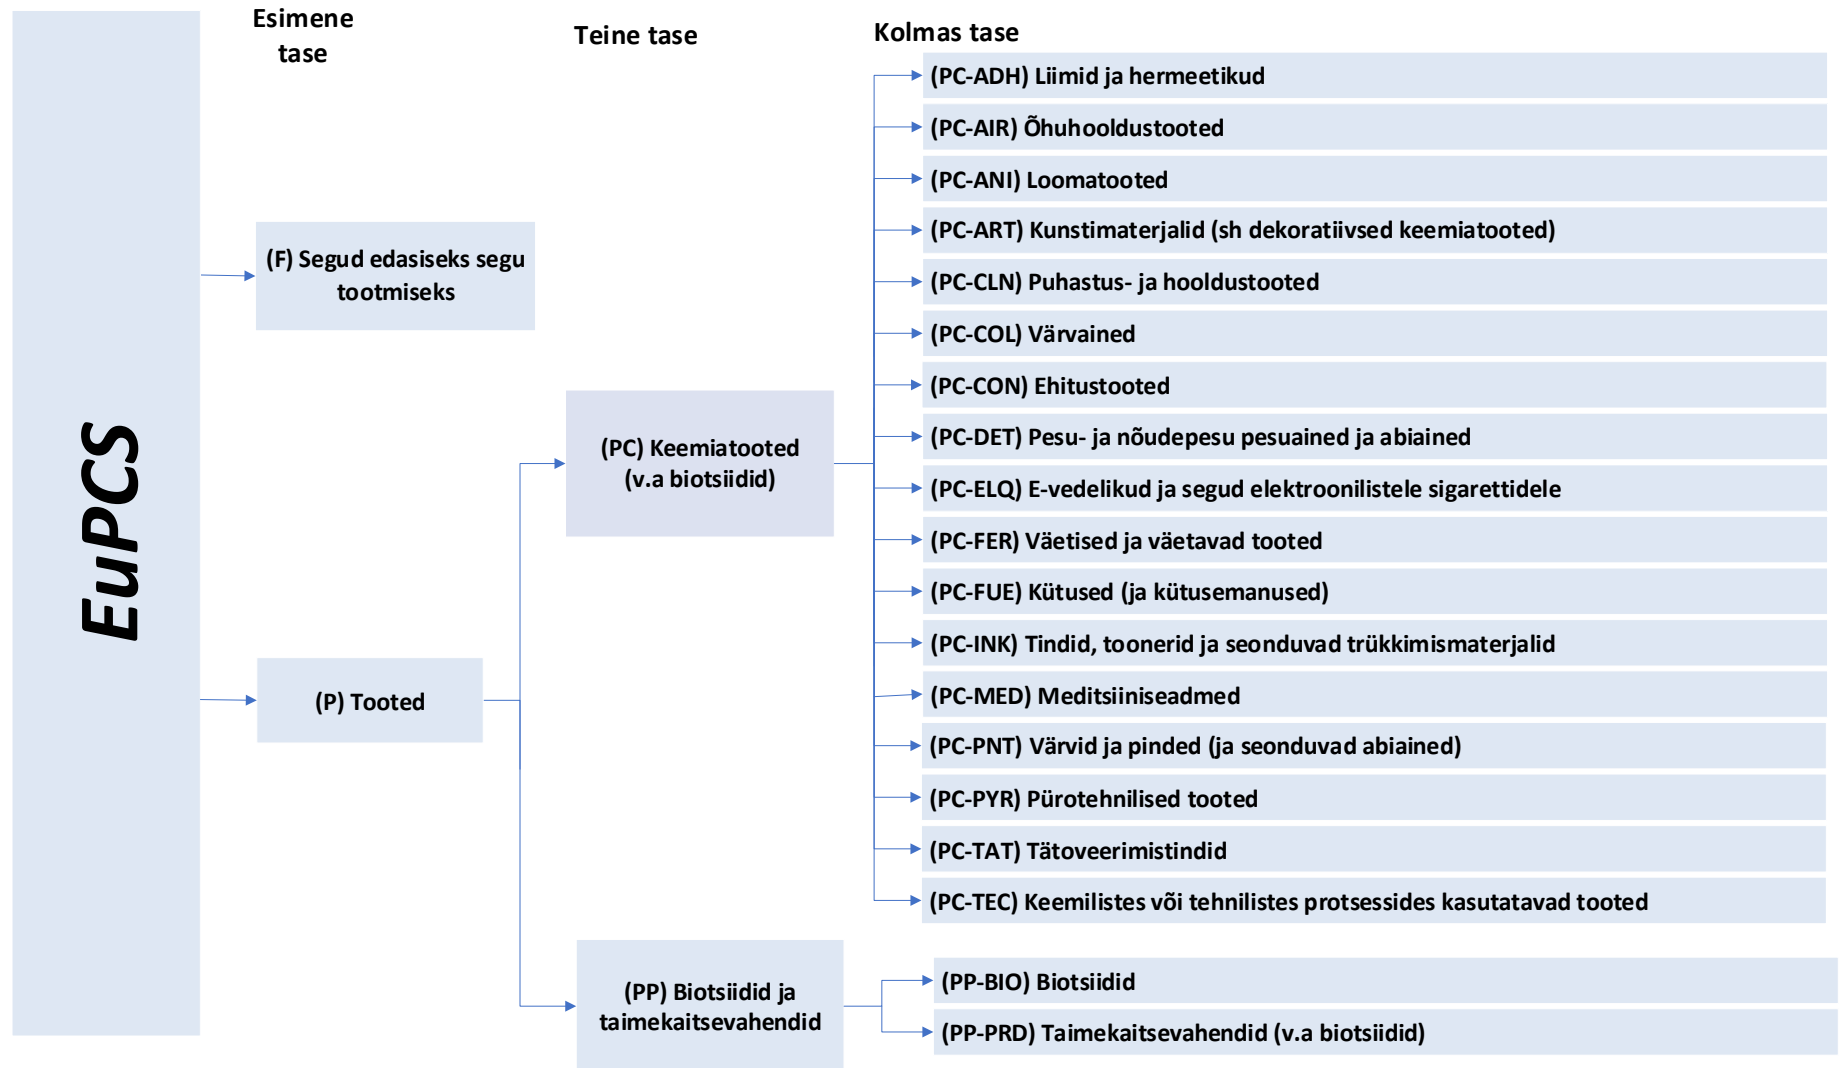 Esimene
tase
Teine tase
Kolmas tase
EuPCS
(F) Segud edasiseks segu
tootmiseks
(P) Tooted
(PC) Keemiatooted
(v.a biotsiidid)
(PC-ADH) Liimid ja hermeetikud
(PC-AIR) Õhuhooldustooted
(PC-ANI) Loomatooted
(PC-ART) Kunstimaterjalid (sh dekoratiivsed keemiatooted)
(PC-CLN) Puhastus- ja hooldustooted
(PC-COL) Värvained
(PC-CON) Ehitustooted
(PC-DET) Pesu- ja nõudepesu pesuained ja abiained
(PC-ELQ) E-vedelikud ja segud elektroonilistele sigarettidele
(PC-FER) Väetised ja väetavad tooted
(PC-FUE) Kütused (ja kütusemanused)
(PC-INK) Tindid, toonerid ja seonduvad trükkimismaterjalid
(PC-MED) Meditsiiniseadmed
(PC-PNT) Värvid ja pinded (ja seonduvad abiained)
(PC-PYR) Pürotehnilised tooted
(PC-TAT) Tätoveerimistindid
(PC-TEC) Keemilistes või tehnilistes protsessides kasutatavad tooted
(PP) Biotsiidid ja
taimekaitsevahendid
(PP-BIO) Biotsiidid
(PP-PRD) Taimekaitsevahendid (v.a biotsiidid)